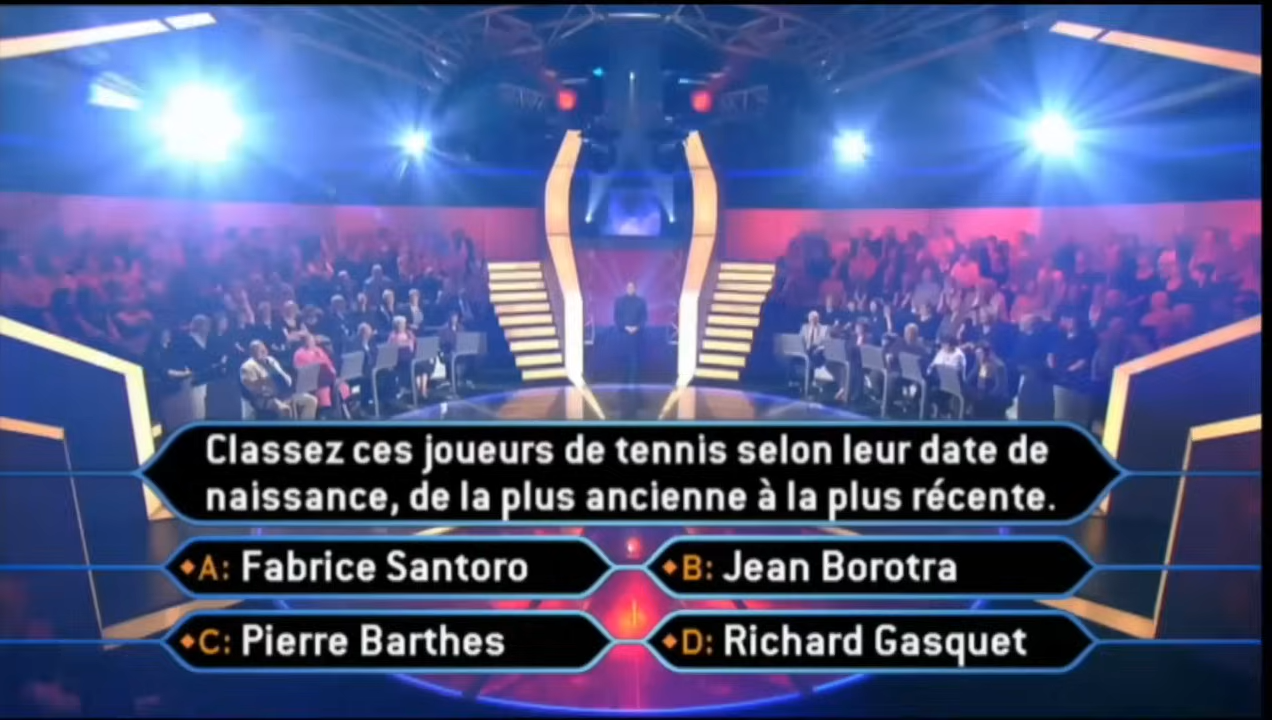 Classez ces joueurs de tennis selon leur date de
naissance, de la plus ancienne à la plus récente.
A: Fabrice Santoro
B: Jean Borotra
C: Pierre Barthes
D: Richard Gasquet